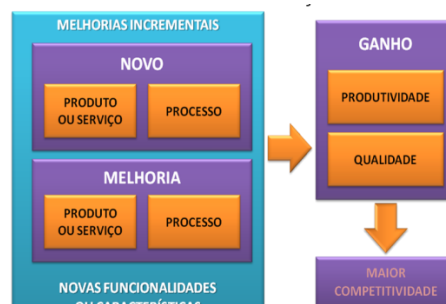 MELHORIAS INCREMENTAIS
NOVO
PRODUTO
OU SERVIÇO
PROCESSO
MELHORIA
PRODUTO
OU SERVIÇO
PROCESSO
NOVAS FUNCIONALIDADES
GANHO
PRODUTIVIDADE
QUALIDADE
MAIOR
COMPETITIVIDADE